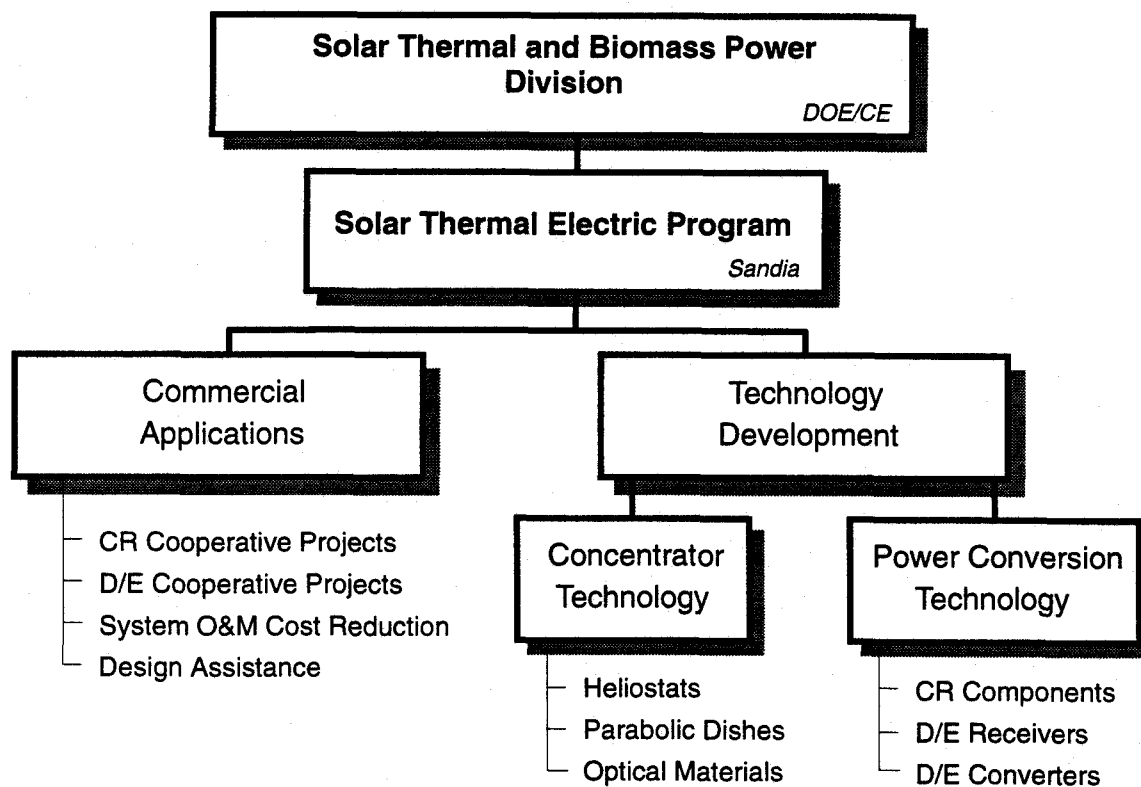 Solar Thermal and Biomass Power
Division
DOE/CE
Solar Thermal Electric Program
Sandia
Commercial
Applications
CR Cooperative Projects
D/E Cooperative Projects
System O&M Cost Reduction
Design Assistance
Technology
Development
Concentrator
Technology
Heliostats
Parabolic Dishes
Optical Materials
Power Conversion
Technology
CR Components
D/E Receivers
D/E Converters